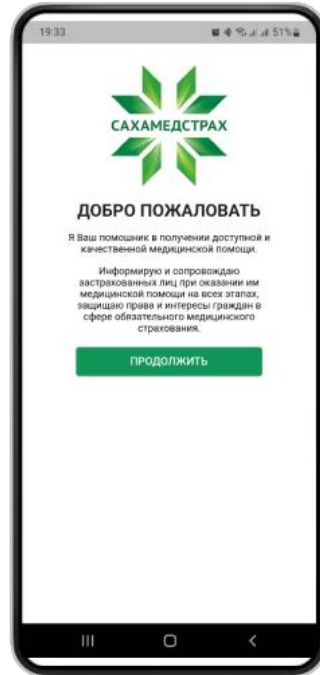 19:33
51%
САХАМЕДСТРАХ
ДОБРО ПОЖАЛОВАТЬ
Я Ваш помошник в получении доступной и
качественной медицинской помощи.
Информирую и сопровождаю
застрахованных лиц при оказании им
медицинской помощи на всех этапах,
защищаю права и интересы граждан в
сфере обязательного медицинского
страхования.
ПРОДОЛЖИТЬ